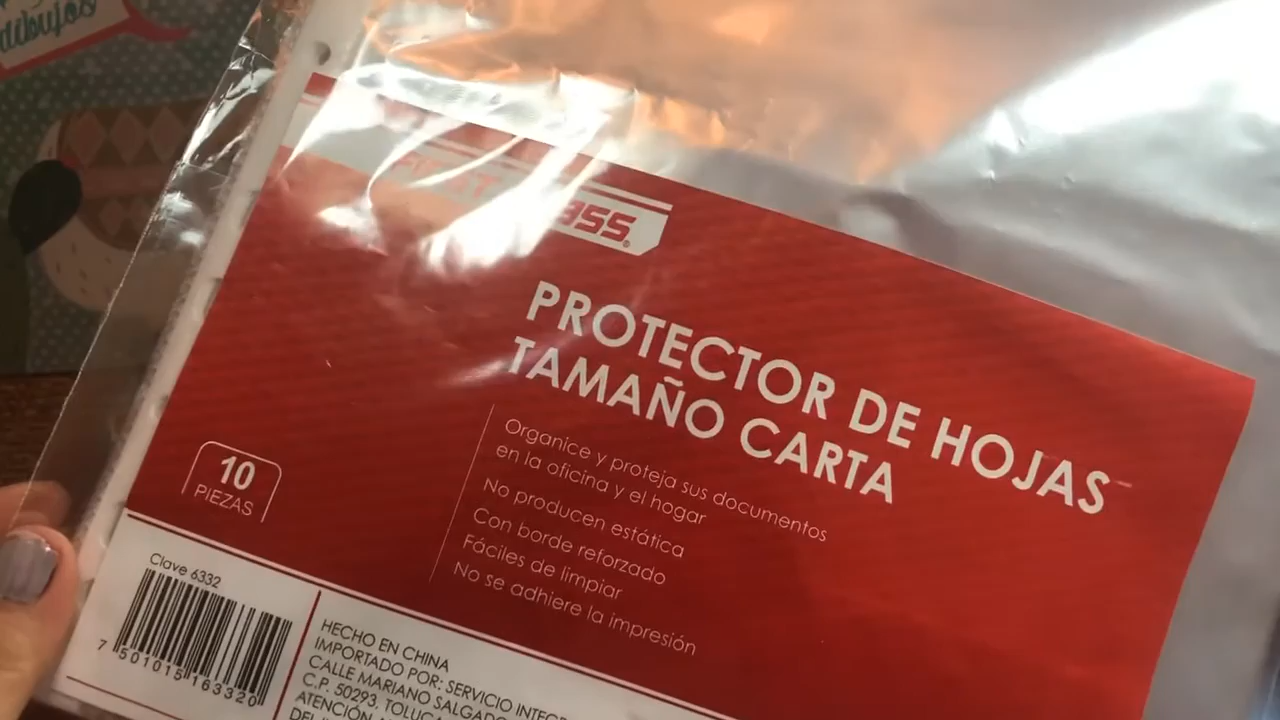 dibujos
PROTECTOR DE HOJAS
TAMAÑO CARTA
Organice y proteja sus documentos
en la oficina y el hogar
No producen estática
Con borde reforzado
Fáciles de limpiar
No se adhiere la impresión
10
PIEZAS
Clave 6332
7 501015 163320
HECHO EN CHINA
IMPORTADO POR: SERVICIO
CALLE MARIANO SALGADO
C.P. 50293, TOLUCA
ATENCIÓN